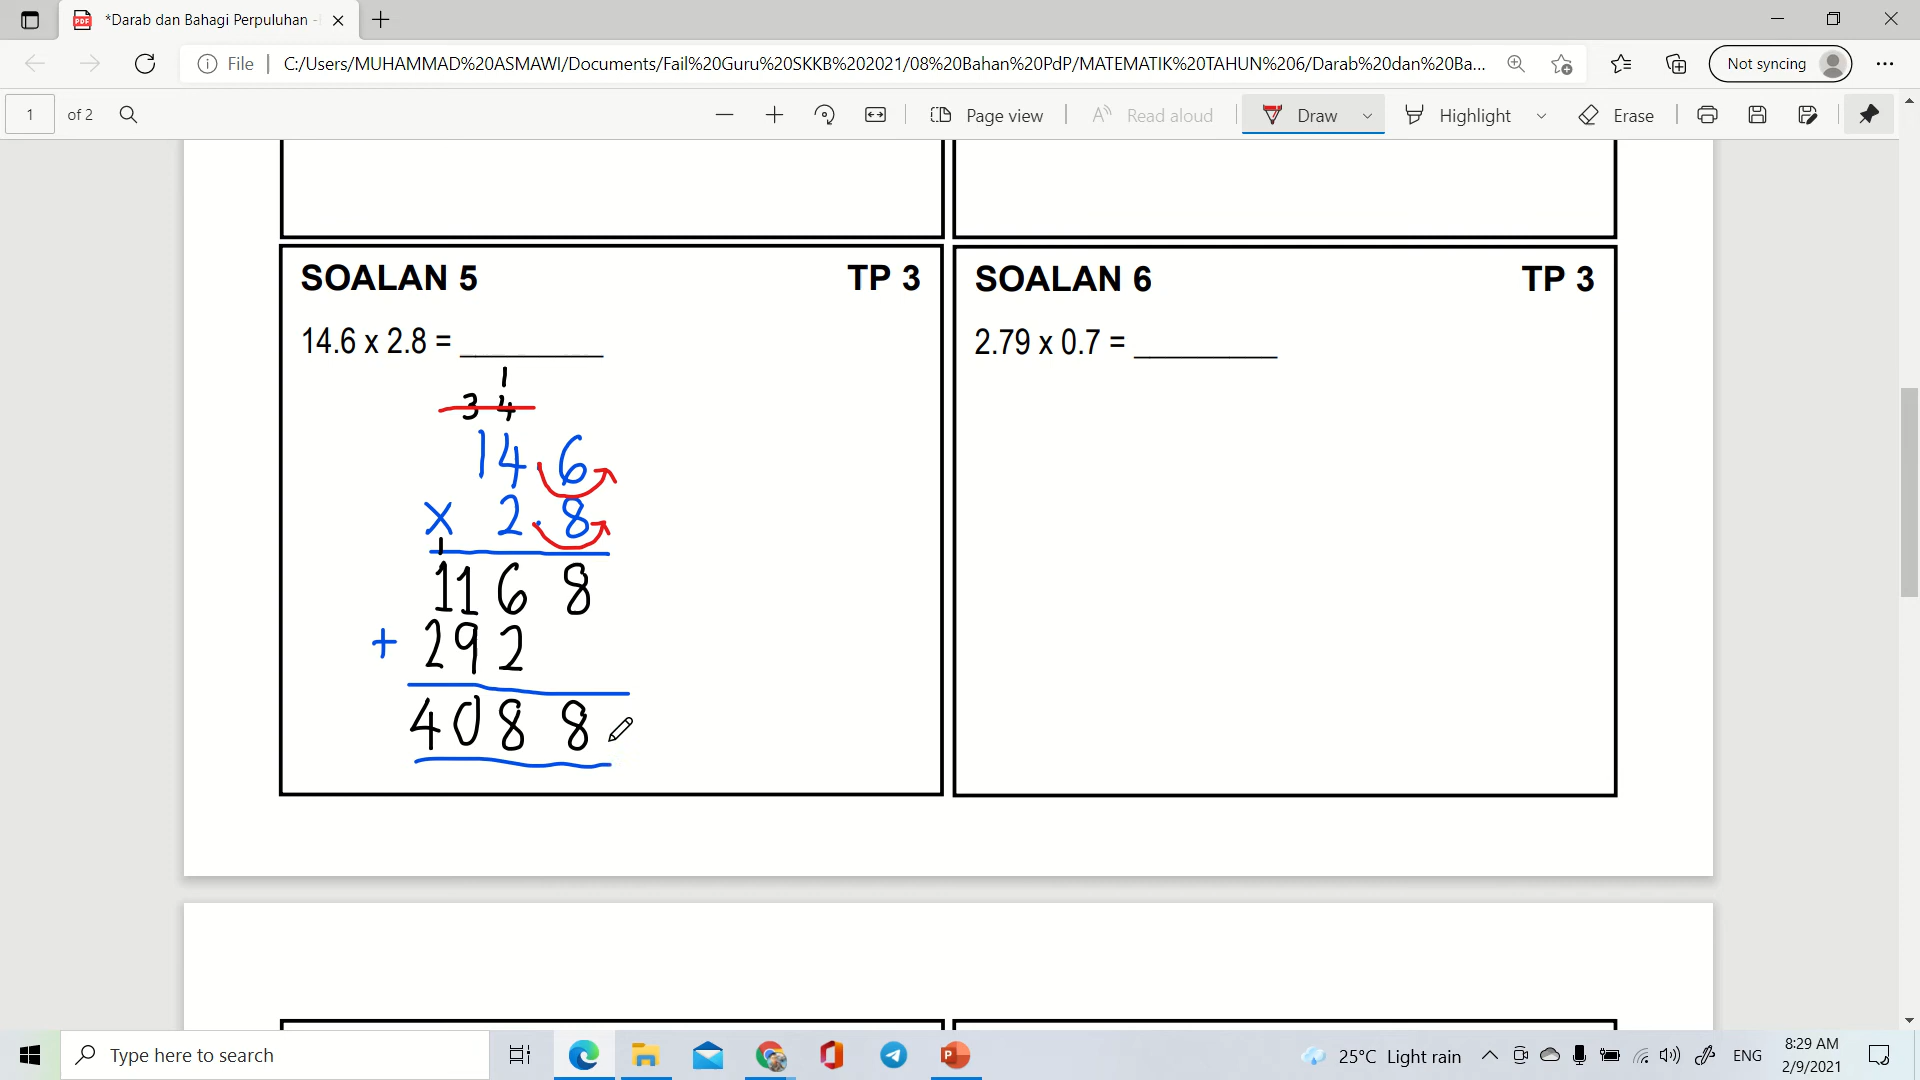 *Darab dan Bahagi Perpuluhan -
File
C:/Users/MUHAMMAD%20ASMAWI/Documents/Fail%20Guru%20SKKB%202021/08%20Bahan%20PdP/MATEMATIK%20TAHUN%206/Darab%20dan%20Ba...
Not syncing
1 of 2
Page view
Read aloud
Draw
Highlight
Erase
SOALAN 5 TP 3
14.6 x 2.8 = __________
1
3 4
14.6
x 2.8
1
1168
+ 292
4088
SOALAN 6 TP 3
2.79 x 0.7 = __________
Type here to search
25°C Light rain
ENG
8:29 AM
2/9/2021